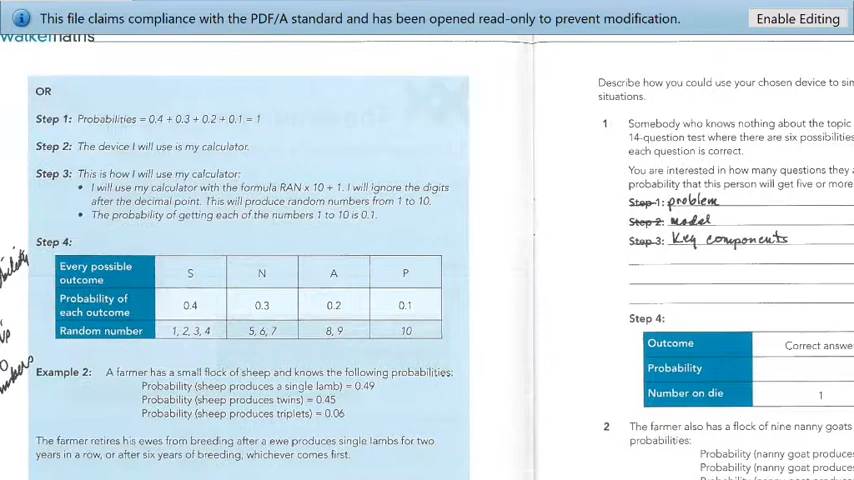 This file claims compliance with the PDF/A standard and has been opened read-only to prevent modification.
Enable Editing
walkermaths
OR
Step 1: Probabilities = 0.4 + 0.3 + 0.2 + 0.1 = 1
Step 2: The device I will use is my calculator.
Step 3: This is how I will use my calculator:
• I will use my calculator with the formula RAN x 10 + 1. I will ignore the digits
after the decimal point. This will produce random numbers from 1 to 10.
• The probability of getting each of the numbers 1 to 10 is 0.1.
Step 4:
Every possible
outcome
S
N
A
P
Probability of
each outcome
0.4
0.3
0.2
0.1
Random number
1, 2, 3, 4
5, 6, 7
8, 9
10
Example 2: A farmer has a small flock of sheep and knows the following probabilities:
Probability (sheep produces a single lamb) = 0.49
Probability (sheep produces twins) = 0.45
Probability (sheep produces triplets) = 0.06
The farmer retires his ewes from breeding after a ewe produces single lambs for two
years in a row, or after six years of breeding, whichever comes first.
Describe how you could use your chosen device to sim
situations.
1 Somebody who knows nothing about the topic
14-question test where there are six possibilities
each question is correct.
You are interested in how many questions they a
probability that this person will get five or more
Step 1: problem
Step 2: model
Step 3: Key components
Step 4:
Outcome
Correct answe
Probability
Number on die
1
2 The farmer also has a flock of nine nanny goats
probabilities:
Probability (nanny goat produces
Probability (nanny goat produces